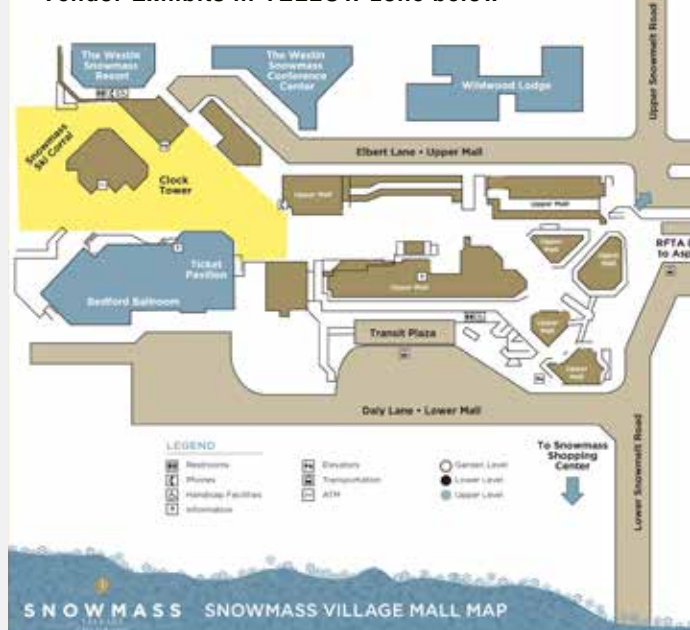 Vendor Exhibits in YELLOW zone below
The Westin
Snowmass
Resort
The Westin
Snowmass
Conference
Center
Wildwood Lodge
Upper Snowmelt Road
Snowmass
Ski Corral
Clock
Tower
Elbert Lane • Upper Mall
Upper Mall
Upper Mall
Upper
Mall
Upper
Mall
RFTA
to Asp
Ticket
Pavilion
Bedford Ballroom
Upper Mall
Upper
Mall
Transit Plaza
Upper
Mall
Daly Lane • Lower Mall
Lower Snowmelt Road
To Snowmass
Shopping
Center
LEGEND
Restrooms
Phones
Handicap Facilities
Information
Elevators
Transportation
ATM
Garden Level
Lower Level
Upper Level
SNOWMASS
SNOWMASS VILLAGE MALL MAP